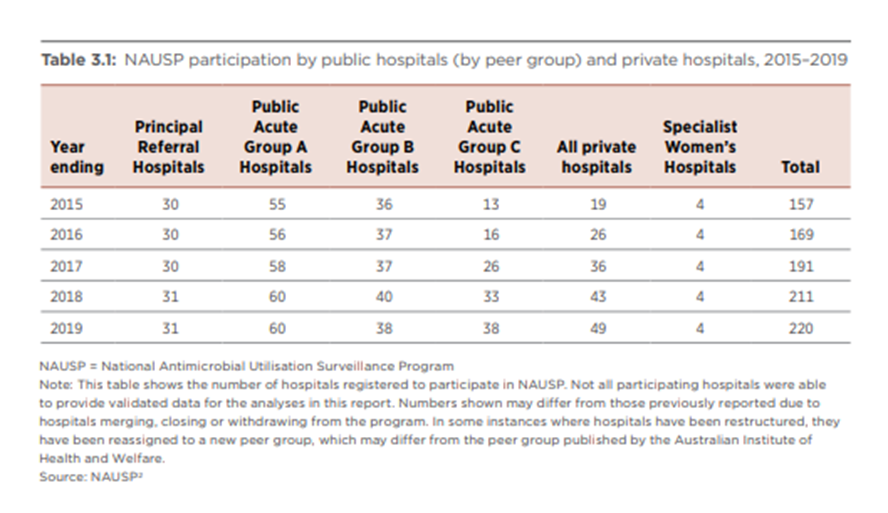 Table 3.1: NAUSP participation by public hospitals (by peer group) and private hospitals, 2015–2019
Year ending Principal Referral Hospitals Public Acute Group A Hospitals Public Acute Group B Hospitals Public Acute Group C Hospitals All private hospitals Specialist Women's Hospitals Total
2015 30 55 36 13 19 4 157
2016 30 56 37 16 26 4 169
2017 30 58 37 26 36 4 191
2018 31 60 40 33 43 4 211
2019 31 60 38 38 49 4 220
NAUSP = National Antimicrobial Utilisation Surveillance Program
Note: This table shows the number of hospitals registered to participate in NAUSP. Not all participating hospitals were able
to provide validated data for the analyses in this report. Numbers shown may differ from those previously reported due to
hospitals merging, closing or withdrawing from the program. In some instances where hospitals have been restructured, they
have been reassigned to a new peer group, which may differ from the peer group published by the Australian Institute of
Health and Welfare.
Source: NAUSP²